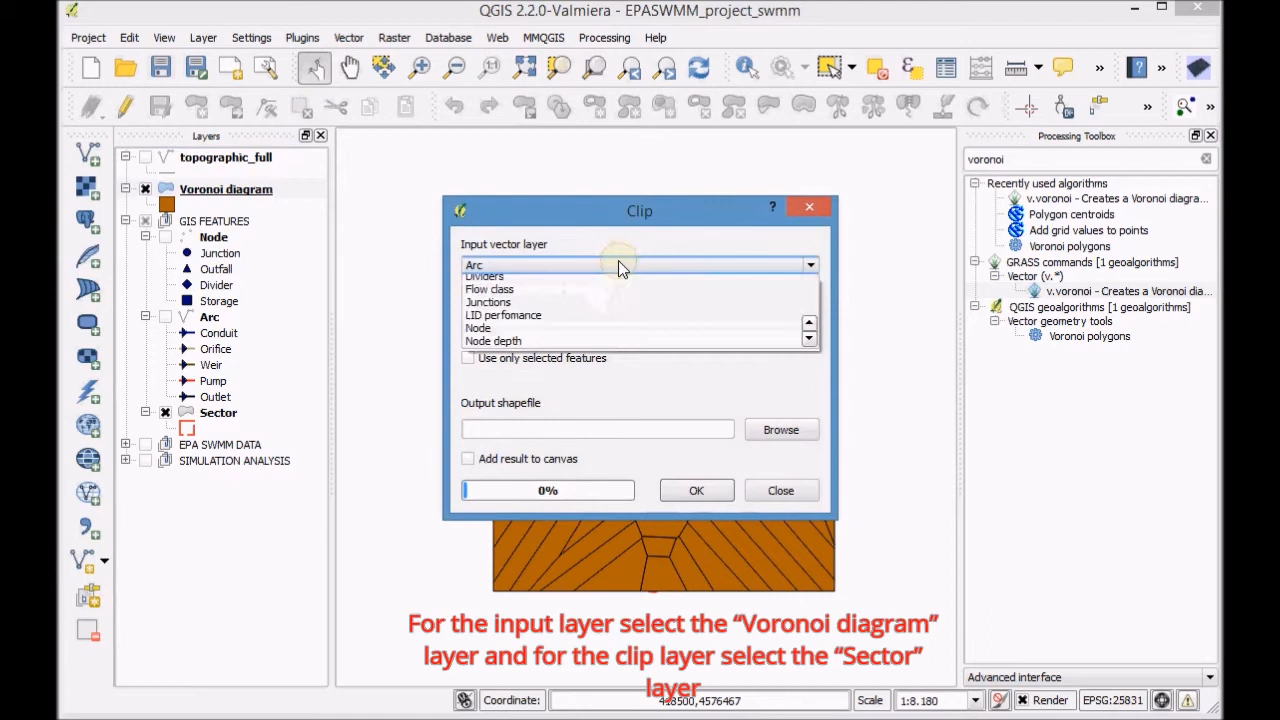 QGIS 2.2.0-Valmiera - EPASWMM_project_swmm
Project Edit View Layer Settings Plugins Vector Raster Database Web MMQGIS Processing Help
Layers
topographic_full
Voronoi diagram
GIS FEATURES
Node
Junction
Outfall
Divider
Storage
Arc
Conduit
Orifice
Weir
Pump
Outlet
Sector
EPA SWMM DATA
SIMULATION ANALYSIS
Clip
Input vector layer
Arc
Dividers
Flow class
Junctions
LID perfomance
Node
Node depth
Use only selected features
Output shapefile
Browse
Add result to canvas
0%
OK
Close
Processing Toolbox
voronoi
Recently used algorithms
v.voronoi - Creates a Voronoi diagra...
Polygon centroids
Add grid values to points
Voronoi polygons
GRASS commands [1 geoalgorithm]
Vector (v.*)
v.voronoi - Creates a Voronoi dia...
QGIS geoalgorithms [1 geoalgorithm]
Vector geometry tools
Voronoi polygons
Advanced interface
For the input layer select the “Voronoi diagram”
layer and for the clip layer select the “Sector”
layer
Coordinate:
Scale
1:8.180
Render
EPSG:25831